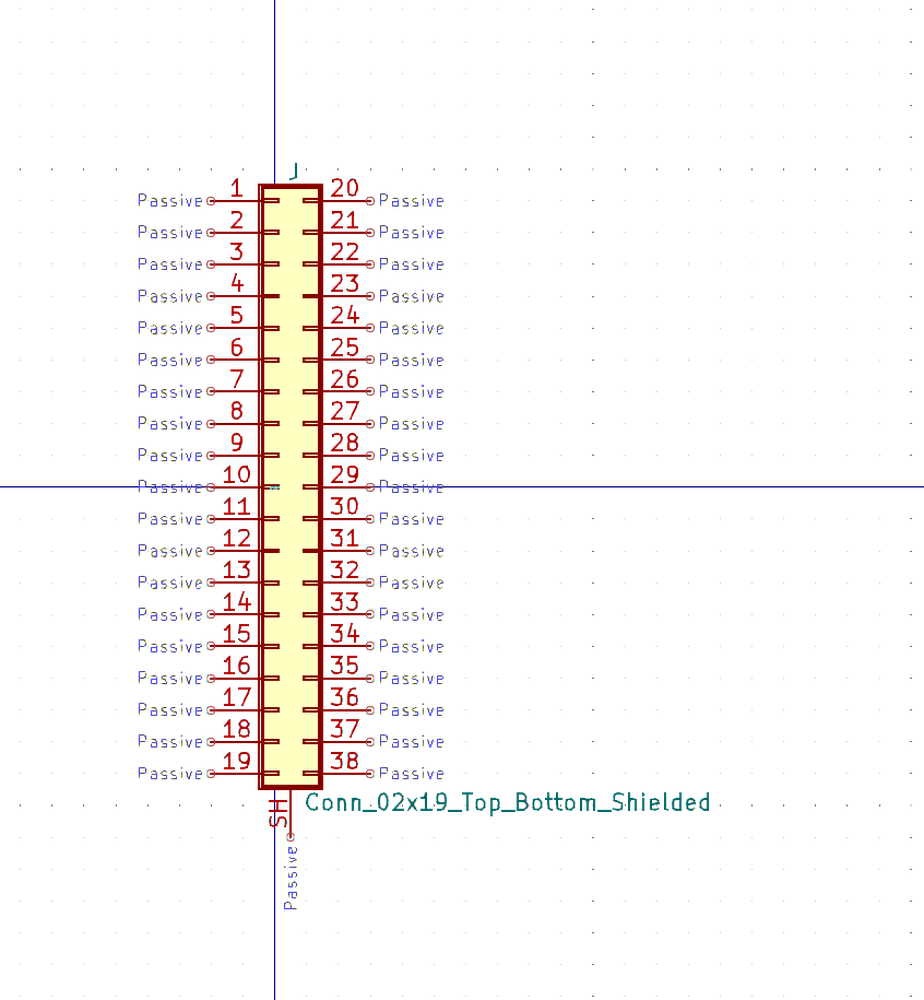 J
Passive 1 20 Passive
Passive 2 21 Passive
Passive 3 22 Passive
Passive 4 23 Passive
Passive 5 24 Passive
Passive 6 25 Passive
Passive 7 26 Passive
Passive 8 27 Passive
Passive 9 28 Passive
Passive 10 29 Passive
Passive 11 30 Passive
Passive 12 31 Passive
Passive 13 32 Passive
Passive 14 33 Passive
Passive 15 34 Passive
Passive 16 35 Passive
Passive 17 36 Passive
Passive 18 37 Passive
Passive 19 38 Passive
SH
Conn_02x19_Top_Bottom_Shielded
Passive